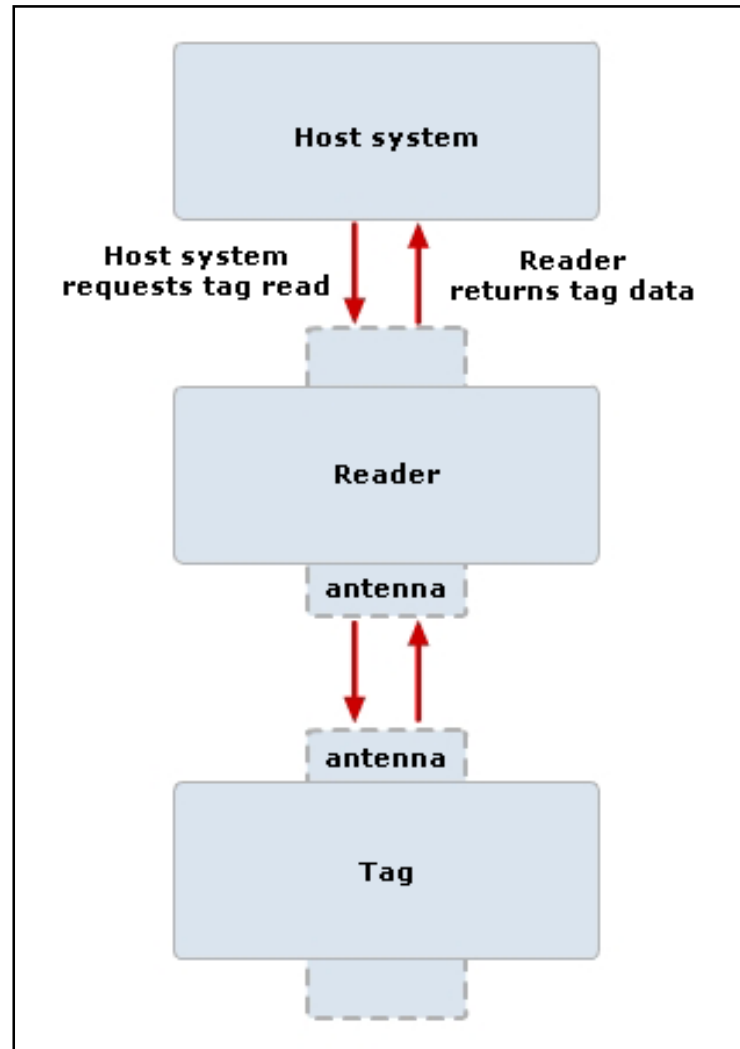 Host system
Host system
requests tag read
Reader
returns tag data
Reader
antenna
antenna
Tag